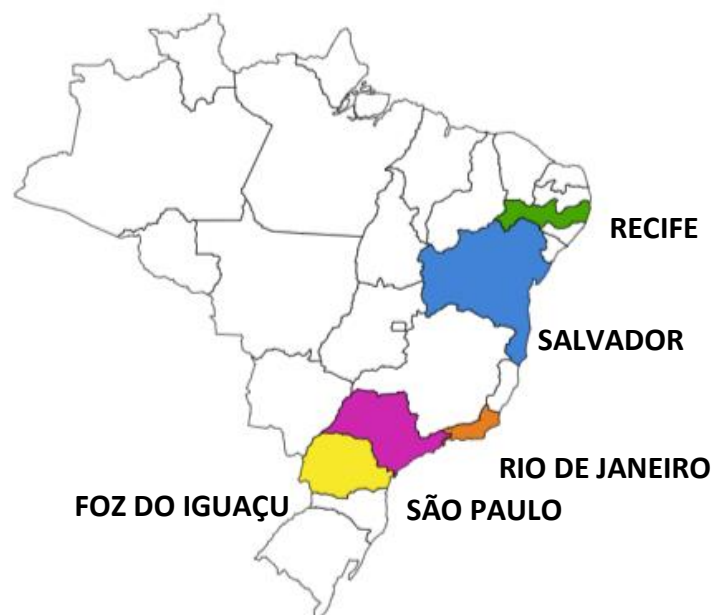 RECIFE
SALVADOR
RIO DE JANEIRO
FOZ DO IGUAÇU
SÃO PAULO